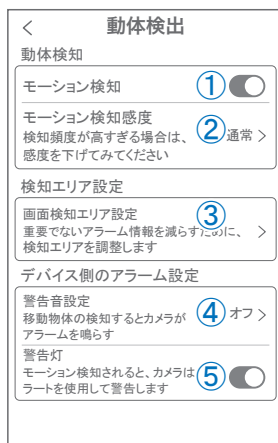 < 動体検出
動体検知
モーション検知 ①
モーション検知感度
検知頻度が高すぎる場合は、 ② 通常 >
感度を下げてみてください
検知エリア設定
画面検知エリア設定 ③
重要でないアラーム情報を減らすために、 >
検知エリアを調整します
デバイス側のアラーム設定
警告音設定
移動物体の検知するとカメラが ④ オフ >
アラームを鳴らす
警告灯
モーション検知されると、カメラは ⑤
ラートを使用して警告します